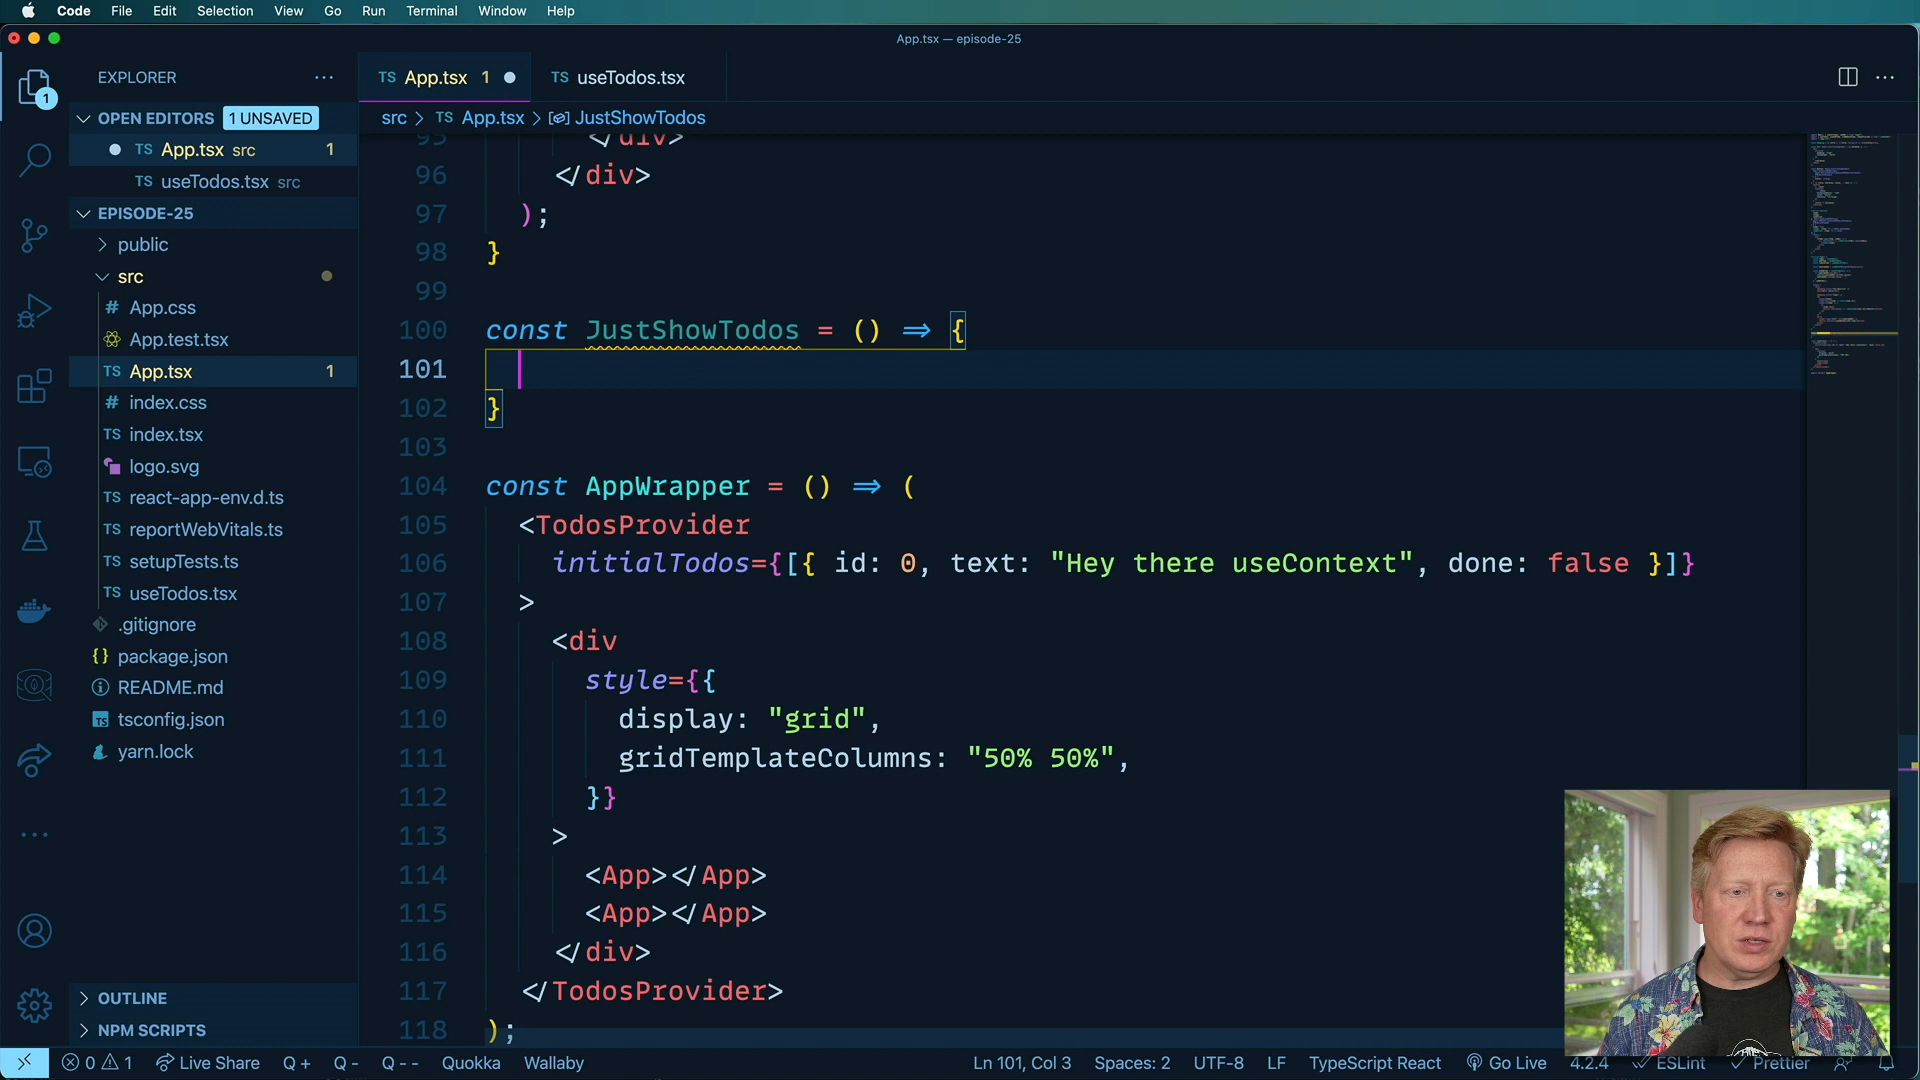 Code File Edit Selection View Go Run Terminal Window Help
App.tsx — episode-25
EXPLORER
TS App.tsx 1
TS useTodos.tsx
OPEN EDITORS 1 UNSAVED
src > TS App.tsx > JustShowTodos
TS App.tsx src 1
TS useTodos.tsx src
EPISODE-25
public
src
# App.css
App.test.tsx
TS App.tsx 1
# index.css
TS index.tsx
logo.svg
TS react-app-env.d.ts
TS reportWebVitals.ts
TS setupTests.ts
TS useTodos.tsx
.gitignore
{} package.json
README.md
TS tsconfig.json
yarn.lock
OUTLINE
NPM SCRIPTS
1
95 </div>
96 </div>
97 );
98 }
99
100 const JustShowTodos = () => {
101
102 }
103
104 const AppWrapper = () => (
105 <TodosProvider
106 initialTodos={[{ id: 0, text: "Hey there useContext", done: false }]}
107 >
108 <div
109 style={{
110 display: "grid",
111 gridTemplateColumns: "50% 50%",
112 }}
113 >
114 <App></App>
115 <App></App>
116 </div>
117 </TodosProvider>
118 );
0 1 Live Share Q + Q - Q -- Quokka Wallaby Ln 101, Col 3 Spaces: 2 UTF-8 LF TypeScript React Go Live 4.2.4 ESLint Prettier